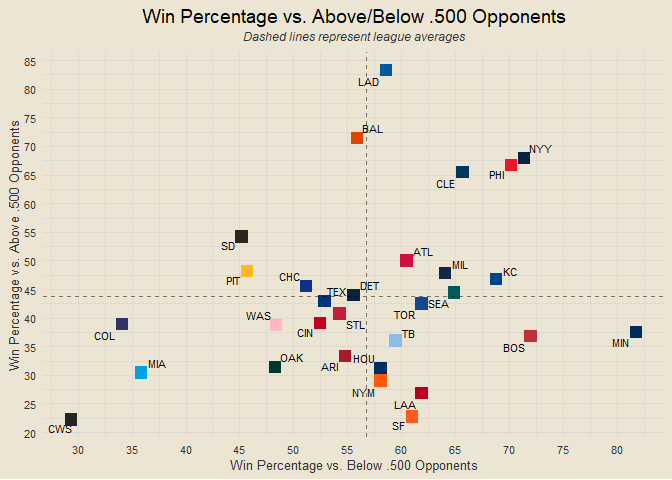 Win Percentage vs. Above/Below .500 Opponents
Dashed lines represent league averages
Win Percentage vs. Above .500 Opponents
85
80
75
70
65
60
55
50
45
40
35
30
25
20
LAD
BAL
NYY
PHI
CLE
SD
ATL
PIT
CHC
MIL
KC
DET
TEX
SEA
TOR
WAS
STL
COL
CIN
TB
BOS
MIN
MIA
OAK
ARI
HOU
NYM
LAA
SF
CWS
30
35
40
45
50
55
60
65
70
75
80
Win Percentage vs. Below .500 Opponents